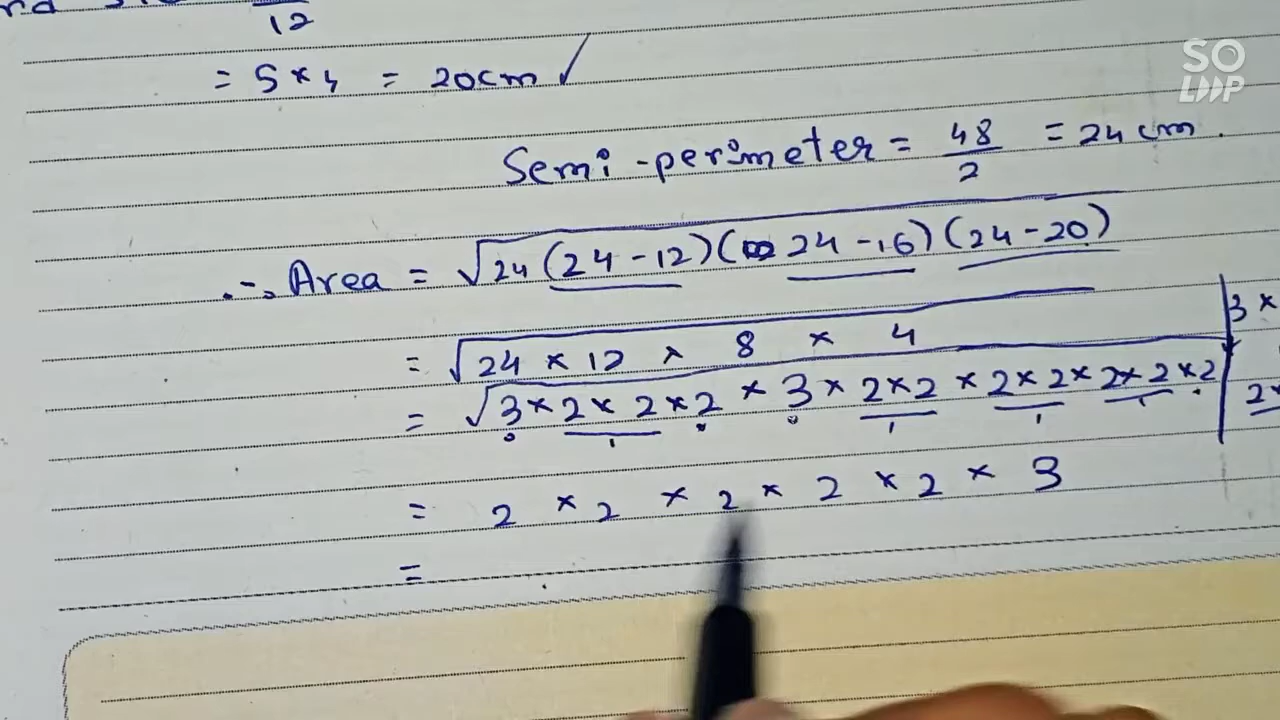 12
= 5 × 4 = 20cm ✓
SO
LOOP
Semi-perimeter = 48/2 = 24 cm.
∴ Area = √24(24-12)(24-16)(24-20)
= √24 × 12 × 8 × 4
3 ×
= √3 × 2 × 2 × 2 × 3 × 2 × 2 × 2 × 2 × 2 × 2 × 2
2×
= 2 × 2 × 2 × 2 × 2 × 3
=